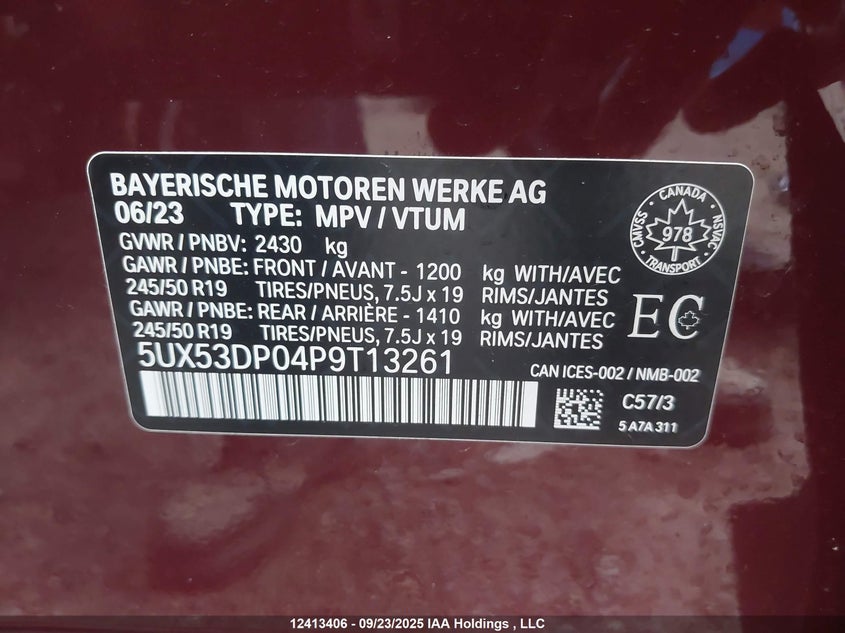 BAYERISCHE MOTOREN WERKE AG
06/23 TYPE: MPV / VTUM
GVWR / PNBV: 2430 kg
GAWR / PNBE: FRONT / AVANT - 1200 kg WITH/AVEC
245/50 R19 TIRES/PNEUS, 7.5J x 19 RIMS/JANTES
GAWR / PNBE: REAR / ARRIÈRE - 1410 kg WITH/AVEC
245/50 R19 TIRES/PNEUS, 7.5J x 19 RIMS/JANTES
5UX53DP04P9T13261
CANADA
CMVSS 978 NSVAC
TRANSPORT
EC
CAN ICES-002 / NMB-002
C57/3
5 A7A 311
12413406 - 09/23/2025 IAA Holdings , LLC